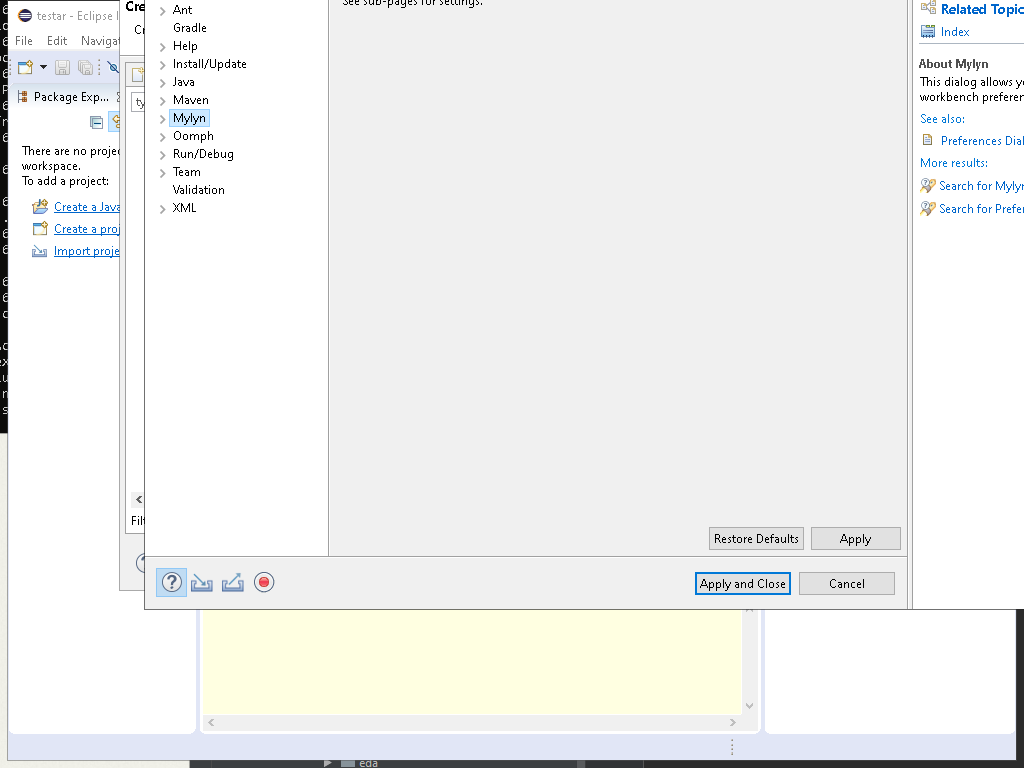 testar - Eclipse I
File Edit Navigat
Package Exp...
There are no projec
workspace.
To add a project:
Create a Java
Create a proj
Import proje
Cre
Cr
ty
Filt
see sub-pages for settings.
Ant
Gradle
Help
Install/Update
Java
Maven
Mylyn
Oomph
Run/Debug
Team
Validation
XML
Restore Defaults
Apply
Apply and Close
Cancel
Related Topic
Index
About Mylyn
This dialog allows yo
workbench preferen
See also:
Preferences Dial
More results:
Search for Mylyn
Search for Prefer
eda